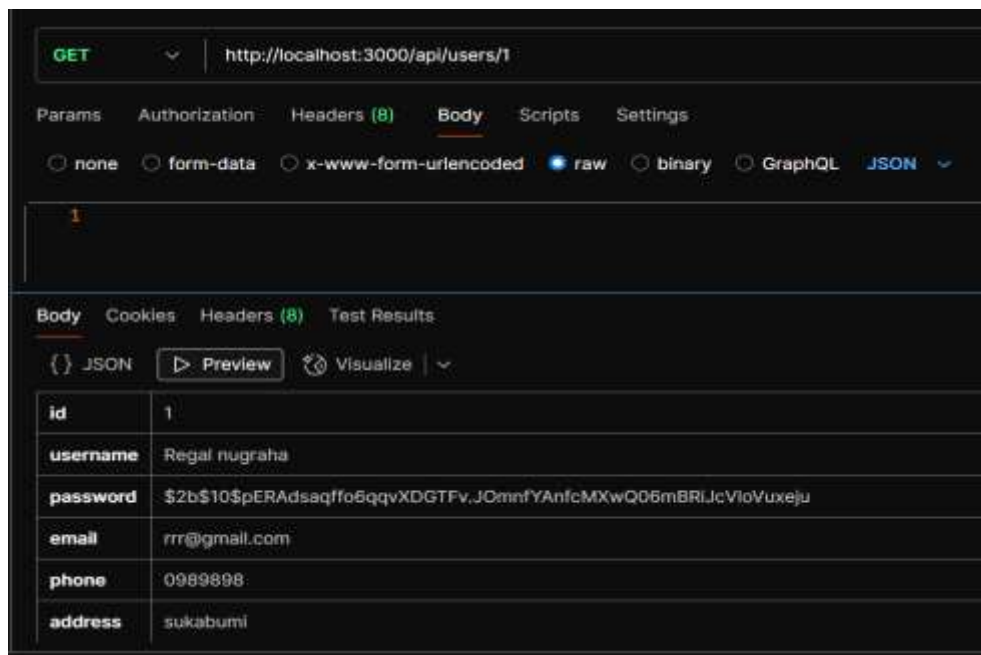 GET http://localhost:3000/api/users/1
Params Authorization Headers (8) Body Scripts Settings
none form-data x-www-form-urlencoded raw binary GraphQL JSON
1
Body Cookies Headers (8) Test Results
{} JSON Preview Visualize
id 1
username Regal nugraha
password
email rrr@gmail.com
phone 0989898
address sukabumi